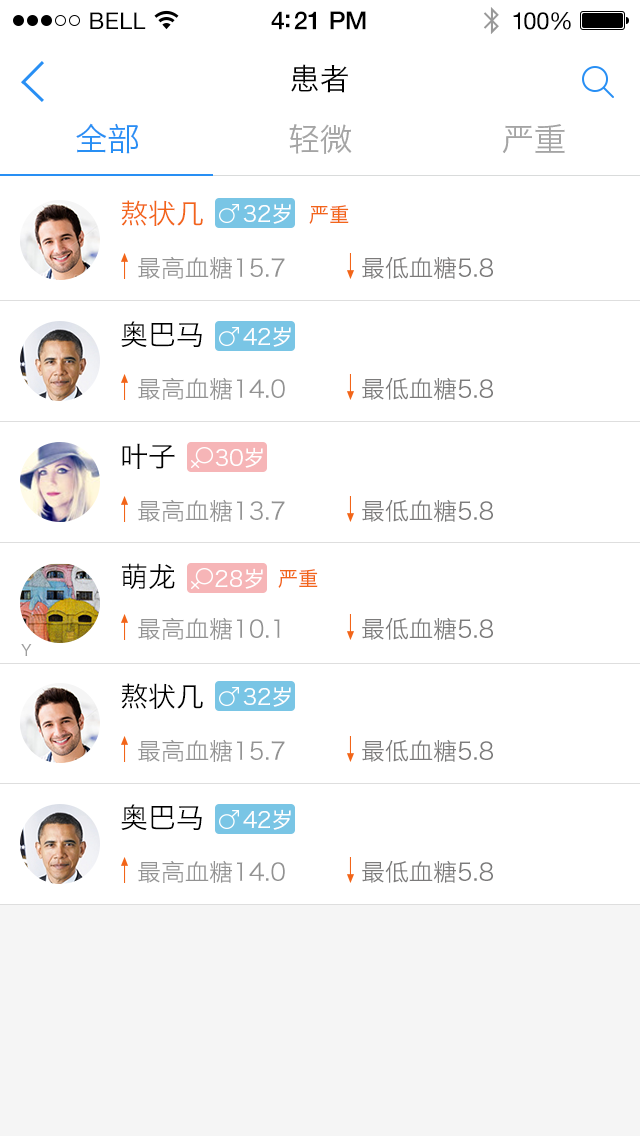 BELL 4:21 PM 100%
患者
全部 轻微 严重
熬状几 ♂32岁 严重
最高血糖15.7 最低血糖5.8
奥巴马 ♂42岁
最高血糖14.0 最低血糖5.8
叶子 ♀30岁
最高血糖13.7 最低血糖5.8
萌龙 ♀28岁 严重
最高血糖10.1 最低血糖5.8
Y
熬状几 ♂32岁
最高血糖15.7 最低血糖5.8
奥巴马 ♂42岁
最高血糖14.0 最低血糖5.8